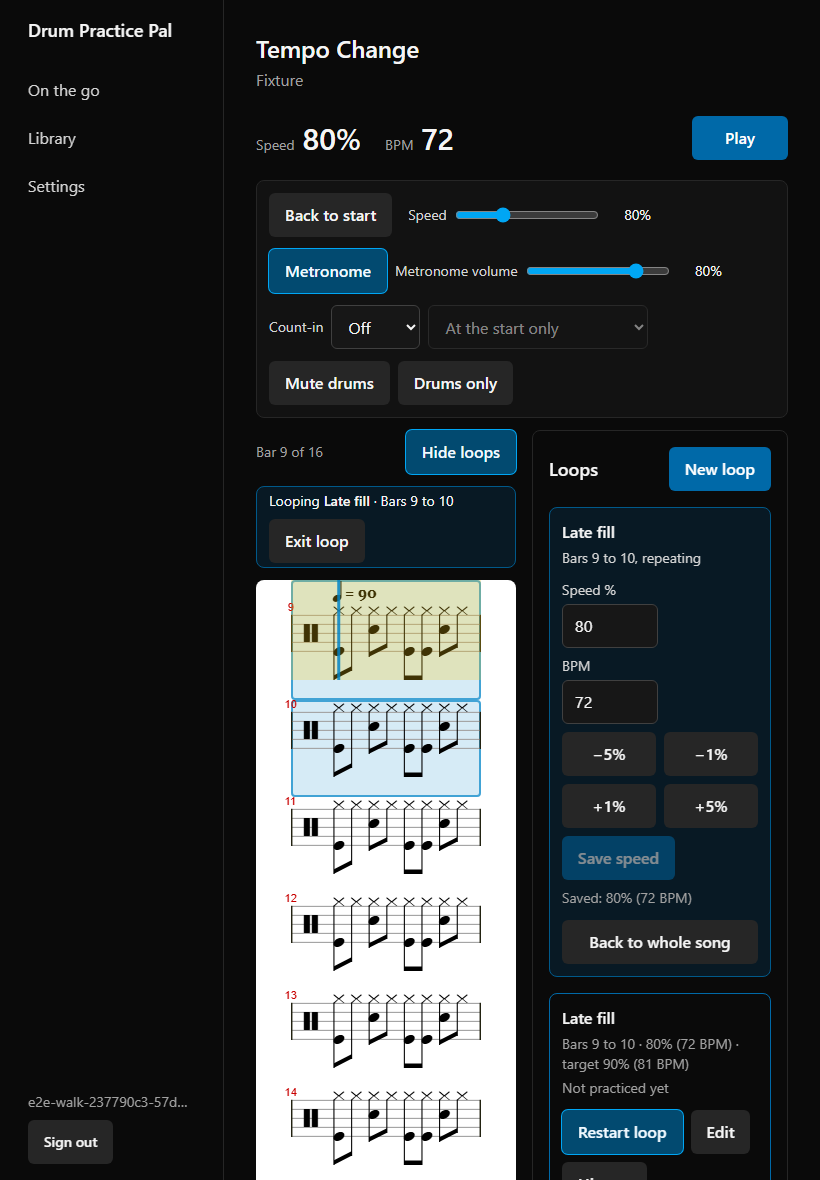 Drum Practice Pal
On the go
Library
Settings
e2e-walk-237790c3-57d...
Sign out
Tempo Change
Fixture
Speed 80% BPM 72
Play
Back to start Speed 80%
Metronome Metronome volume 80%
Count-in Off At the start only
Mute drums Drums only
Bar 9 of 16
Hide loops
Looping Late fill · Bars 9 to 10
Exit loop
= 90
9
10
11
12
13
14
Loops
New loop
Late fill
Bars 9 to 10, repeating
Speed %
80
BPM
72
−5% −1%
+1% +5%
Save speed
Saved: 80% (72 BPM)
Back to whole song
Late fill
Bars 9 to 10 · 80% (72 BPM) ·
target 90% (81 BPM)
Not practiced yet
Restart loop Edit